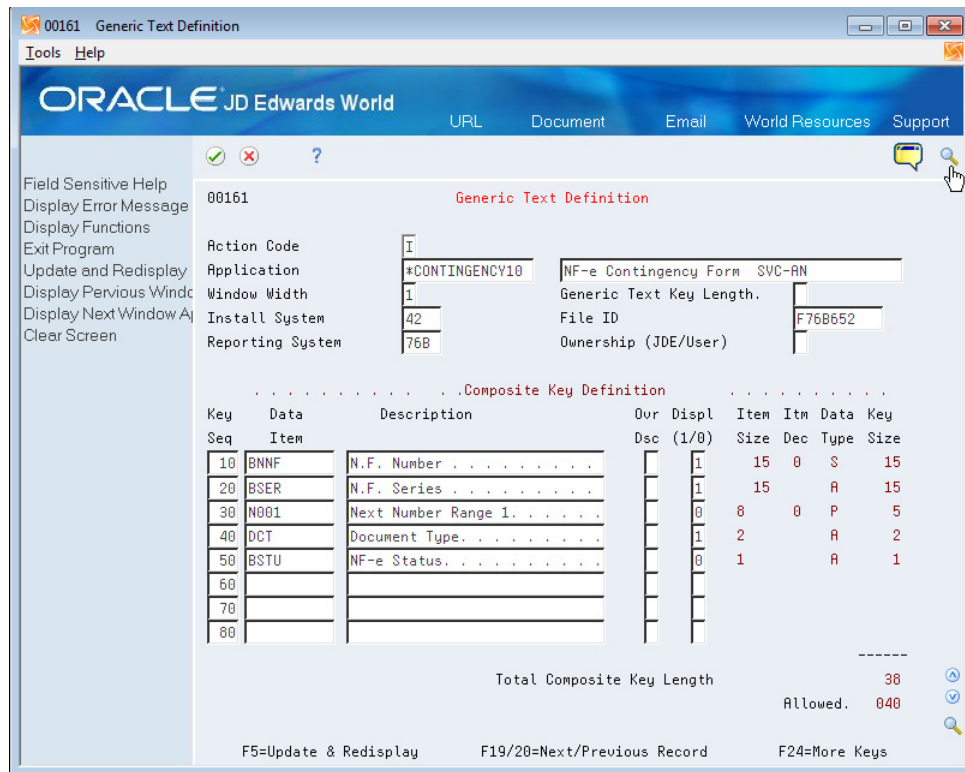 00161 Generic Text Definition
Tools Help
ORACLE JD Edwards World
URL Document Email World Resources Support
?
Field Sensitive Help
Display Error Message
Display Functions
Exit Program
Update and Redisplay
Display Pervious Windo
Display Next Window A
Clear Screen
00161 Generic Text Definition
Action Code I
Application *CONTINGENCY10 NF-e Contingency Form SVC-AN
Window Width 1 Generic Text Key Length.
Install System 42 File ID F76B652
Reporting System 76B Ownership (JDE/User)
. . . . . . . . . . . .Composite Key Definition . . . . . . . . . .
Key Data Description Ovr Displ Item Itm Data Key
Seq Item Dsc (1/0) Size Dec Type Size
10 BNNF N.F. Number . . . . . . . . . 1 15 0 S 15
20 BSER N.F. Series . . . . . . . . . 1 15 A 15
30 N001 Next Number Range 1. . . . . . 0 8 0 P 5
40 DCT Document Type. . . . . . . . . 1 2 A 2
50 BSTU NF-e Status. . . . . . . . . . 0 1 A 1
60
70
80
------
Total Composite Key Length 38
Allowed. 040
F5=Update & Redisplay F19/20=Next/Previous Record F24=More Keys